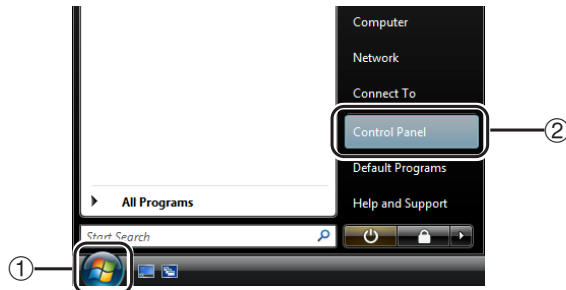 Computer
Network
Connect To
Control Panel
②
Default Programs
All Programs
Help and Support
Start Search
①